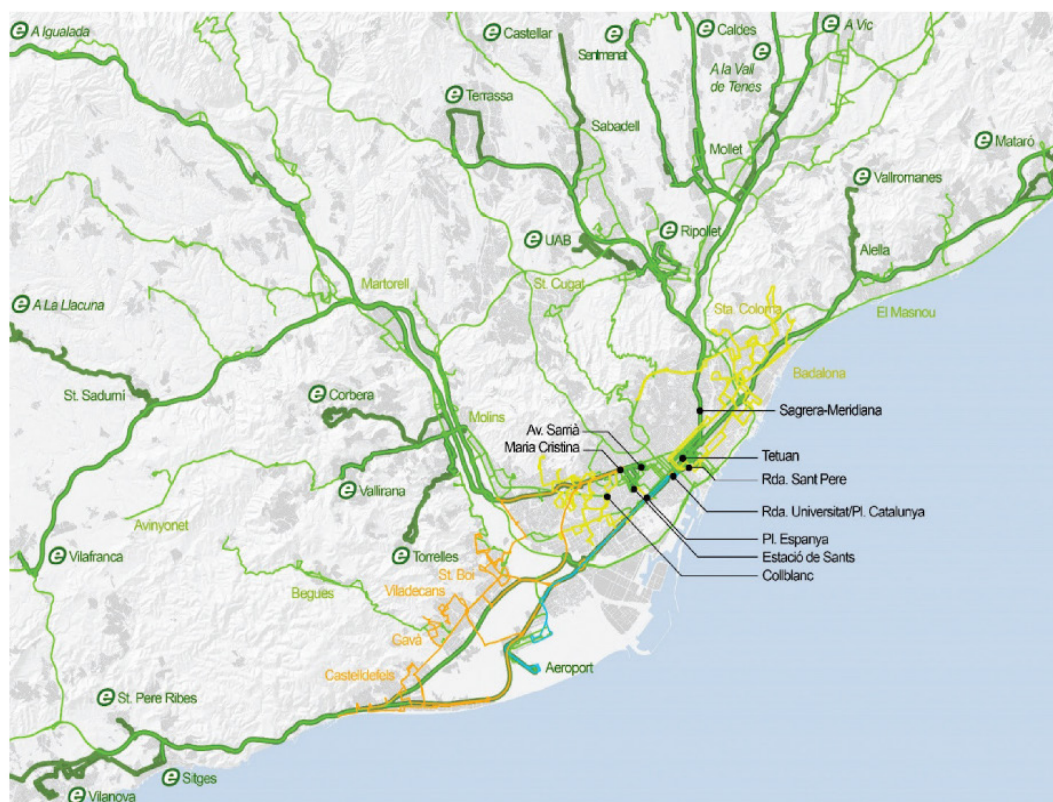 e A Igualada
e Castellar
e
Sentmenat
e Caldes
e
A la Vall
de Tenes
e A Vic
e Terrassa
Sabadell
Mollet
e Mataró
e Vallromanes
e UAB
e Ripollet
Alella
St. Cugat
Martorell
Sta. Coloma
El Masnou
e A La Llacuna
Badalona
St. Sadurní
e Corbera
Molins
Sagrera-Meridiana
Av. Sarrià
Maria Cristina
Tetuan
Rda. Sant Pere
e Vallirana
Rda. Universitat/Pl. Catalunya
Avinyonet
Pl. Espanya
e Vilafranca
e Torrelles
Estació de Sants
St. Boi
Collblanc
Viladecans
Begues
Gavà
Castelldefels
Aeroport
e St. Pere Ribes
e Sitges
e Vilanova